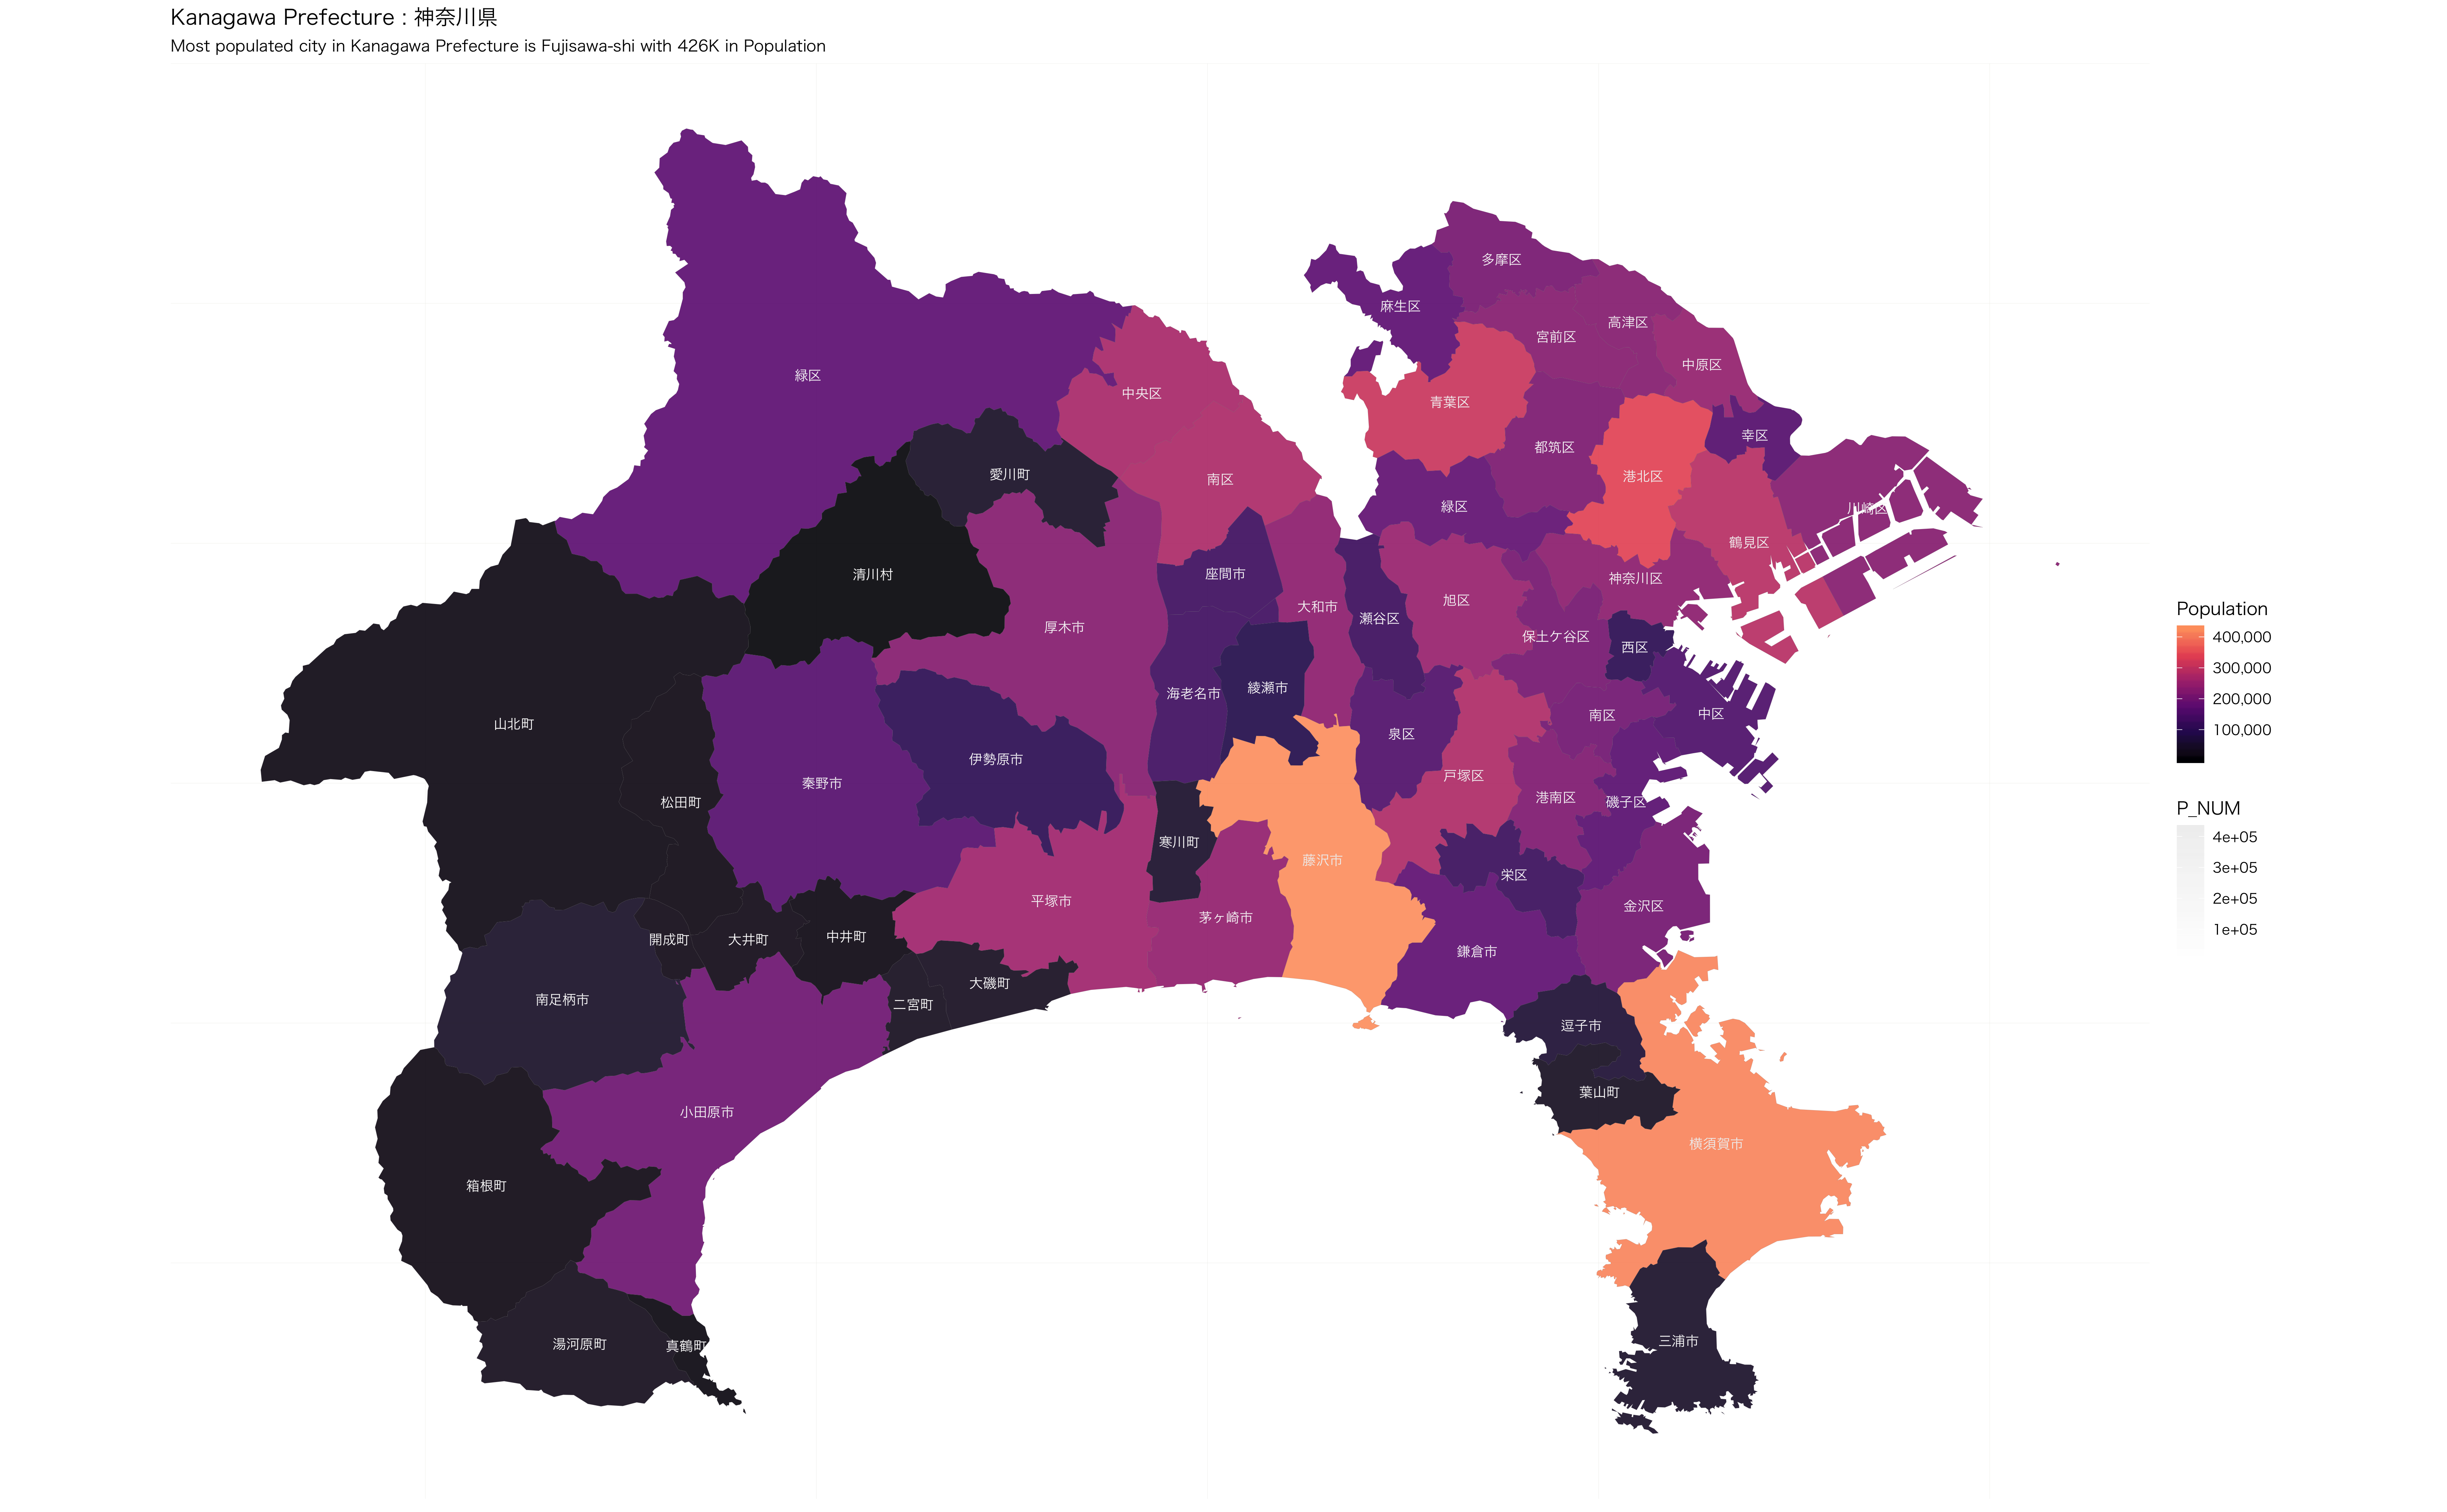 Kanagawa Prefecture : 神奈川県
Most populated city in Kanagawa Prefecture is Fujisawa-shi with 426K in Population
多摩区
麻生区
高津区
宮前区
中原区
緑区
中央区
青葉区
幸区
都筑区
愛川町
港北区
南区
緑区
川崎区
鶴見区
座間市
清川村
神奈川区
旭区
大和市
瀬谷区
厚木市
保土ケ谷区
西区
綾瀬市
海老名市
中区
南区
山北町
泉区
伊勢原市
戸塚区
秦野市
港南区
磯子区
松田町
寒川町
藤沢市
栄区
平塚市
金沢区
茅ヶ崎市
中井町
開成町
大井町
鎌倉市
大磯町
南足柄市
二宮町
逗子市
葉山町
小田原市
横須賀市
箱根町
三浦市
湯河原町
真鶴町
Population
400,000
300,000
200,000
100,000
P_NUM
4e+05
3e+05
2e+05
1e+05